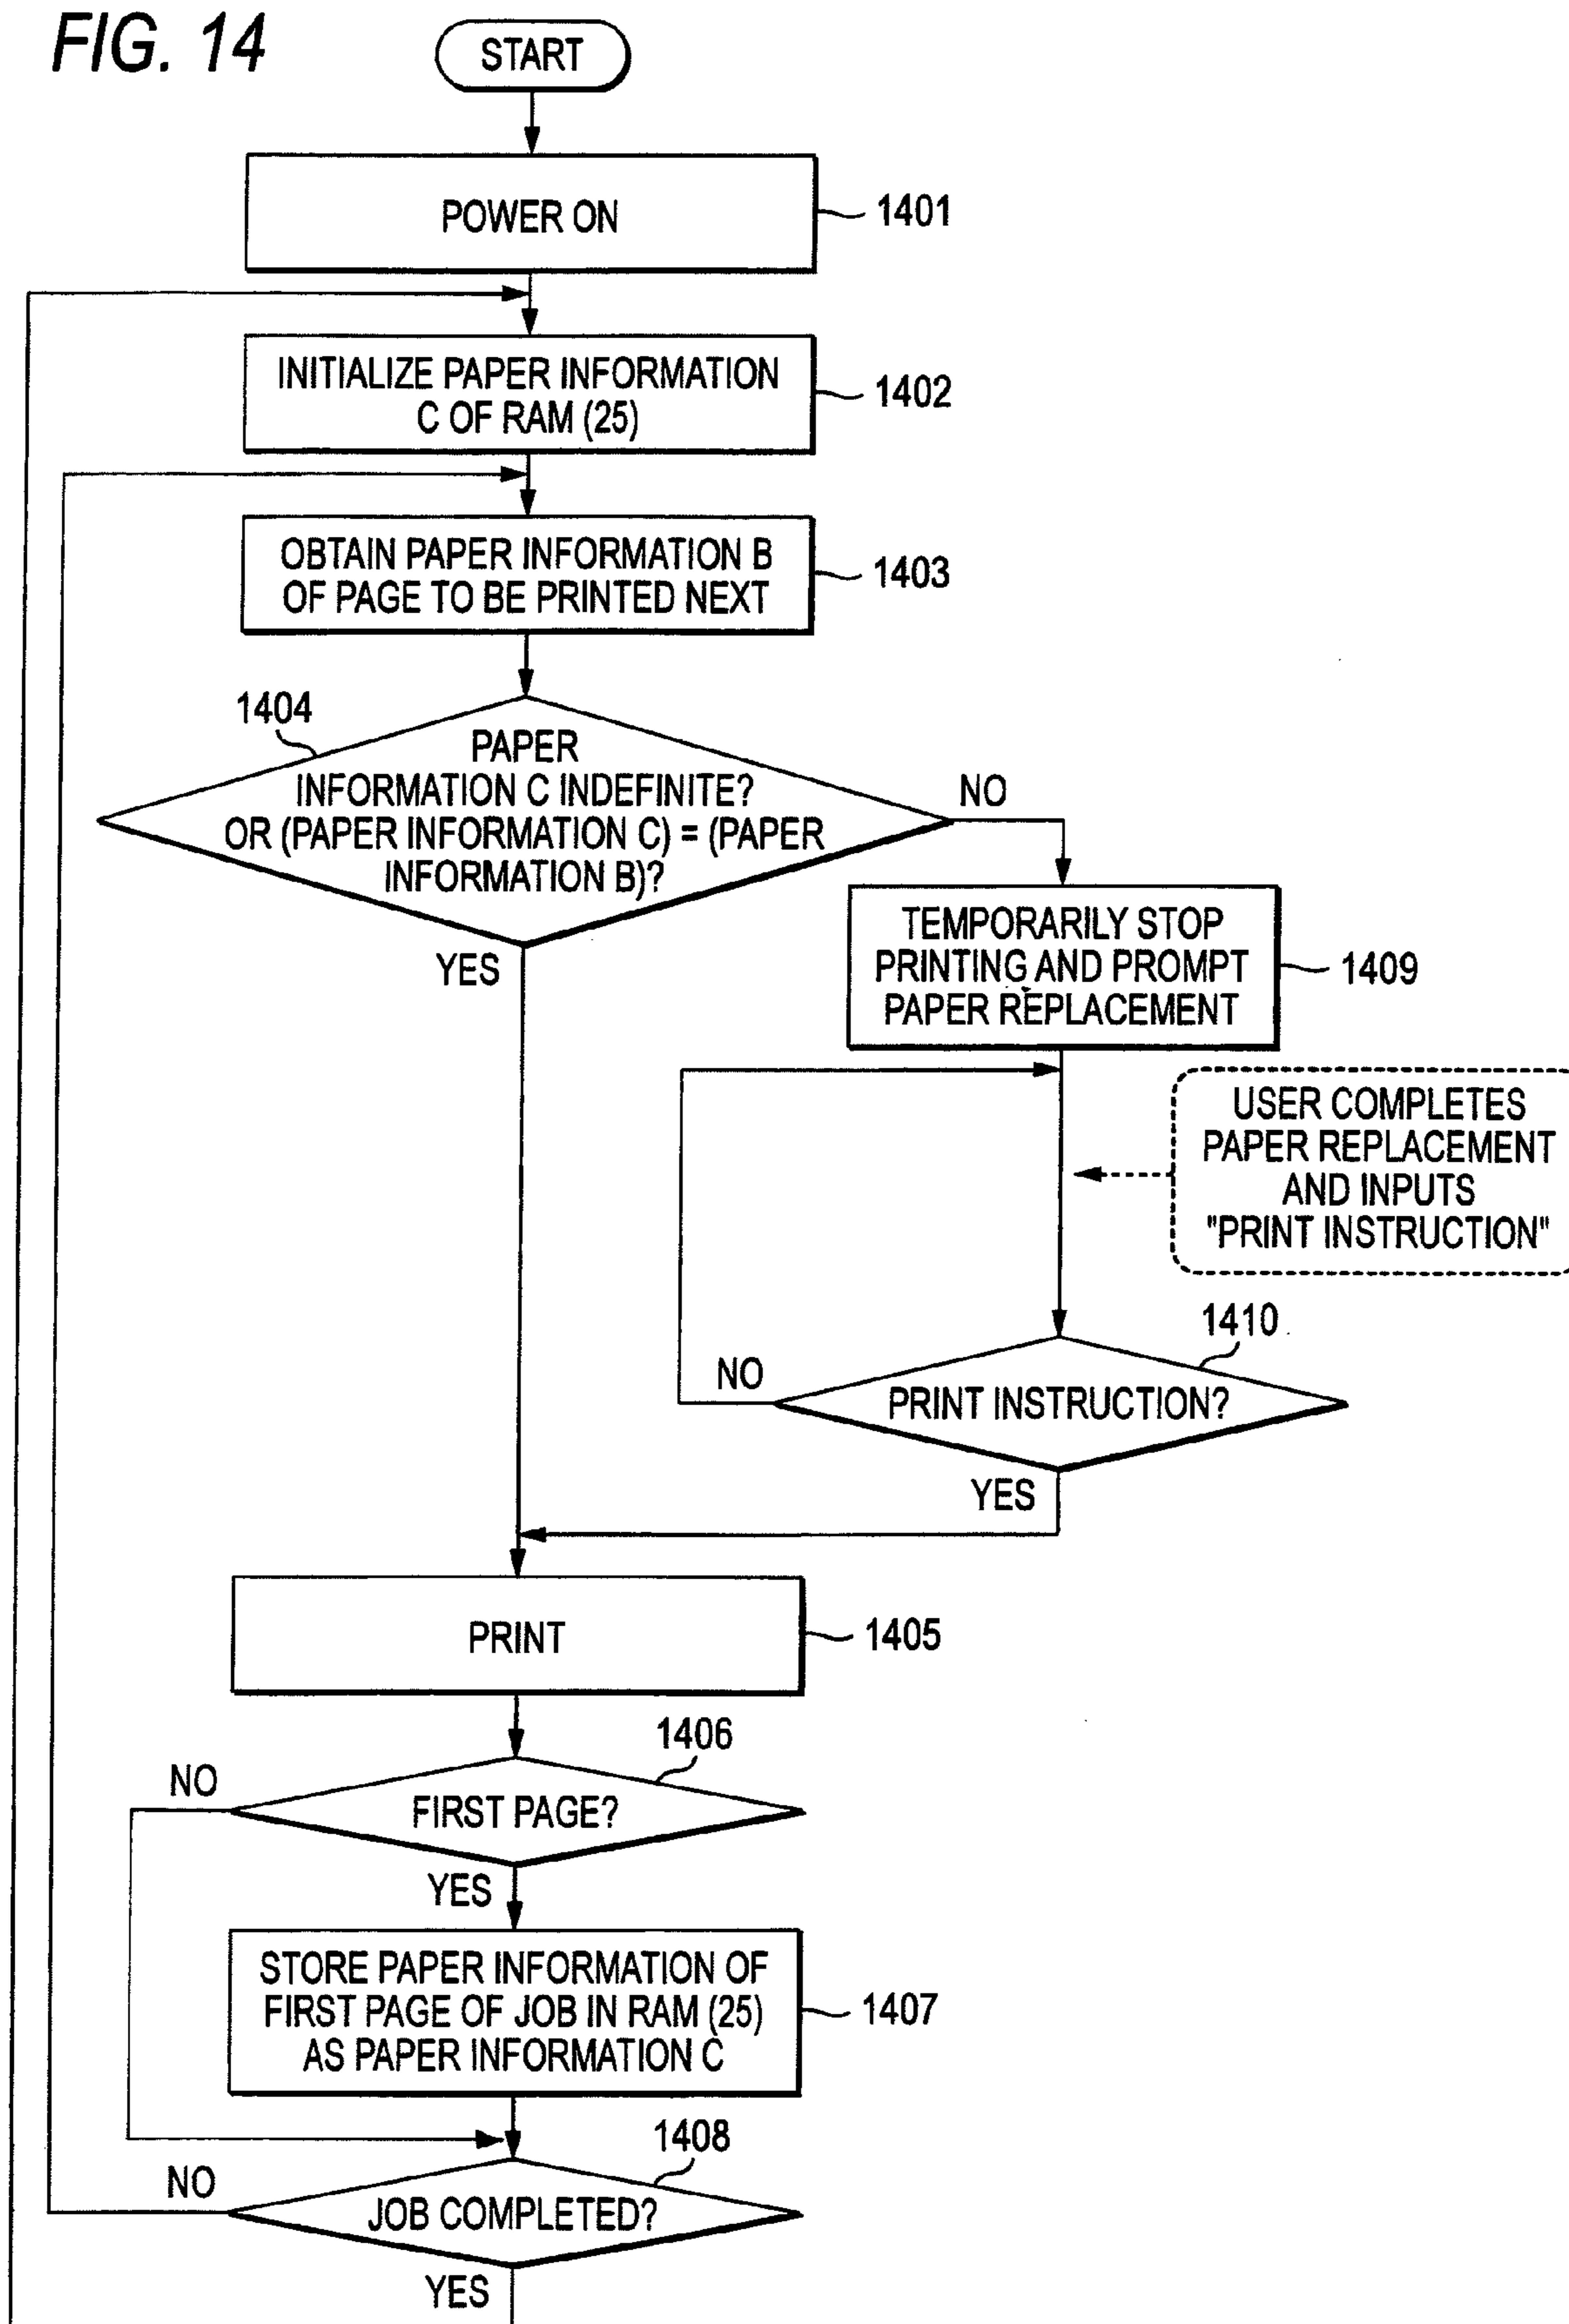 FIG. 14
START
POWER ON
1401
INITIALIZE PAPER INFORMATION
C OF RAM (25)
1402
OBTAIN PAPER INFORMATION B
OF PAGE TO BE PRINTED NEXT
1403
1404
PAPER
INFORMATION C INDEFINITE?
OR (PAPER INFORMATION C) = (PAPER
INFORMATION B)?
NO
YES
TEMPORARILY STOP
PRINTING AND PROMPT
PAPER REPLACEMENT
1409
USER COMPLETES
PAPER REPLACEMENT
AND INPUTS
"PRINT INSTRUCTION"
1410
NO
PRINT INSTRUCTION?
YES
PRINT
1405
1406
NO
FIRST PAGE?
YES
STORE PAPER INFORMATION OF
FIRST PAGE OF JOB IN RAM (25)
AS PAPER INFORMATION C
1407
1408
NO
JOB COMPLETED?
YES